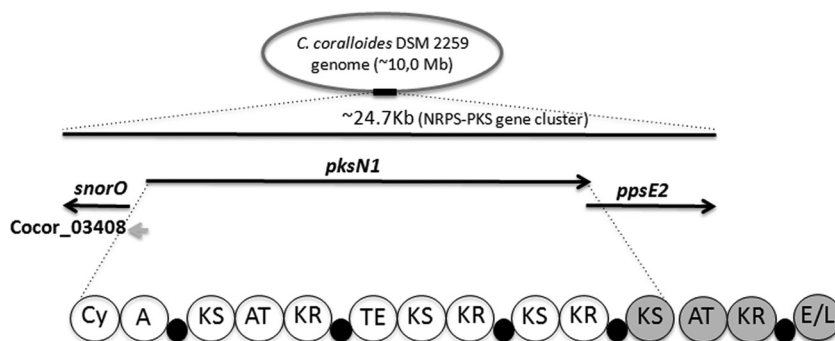 C. coralloides DSM 2259
genome (~10,0 Mb)
~24.7Kb (NRPS-PKS gene cluster)
pksN1
snorO
ppsE2
Cocor_03408
Cy A KS AT KR TE KS KR KS KR KS AT KR E/L